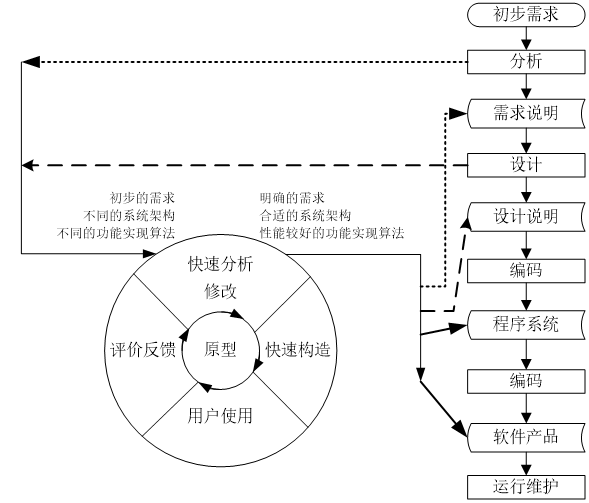 初步需求
分析
需求说明
设计
初步的需求
不同的系统架构
不同的功能实现算法
明确的需求
合适的系统架构
性能较好的功能实现算法
设计说明
快速分析
修改
编码
评价反馈
原型
快速构造
程序系统
用户使用
编码
软件产品
运行维护